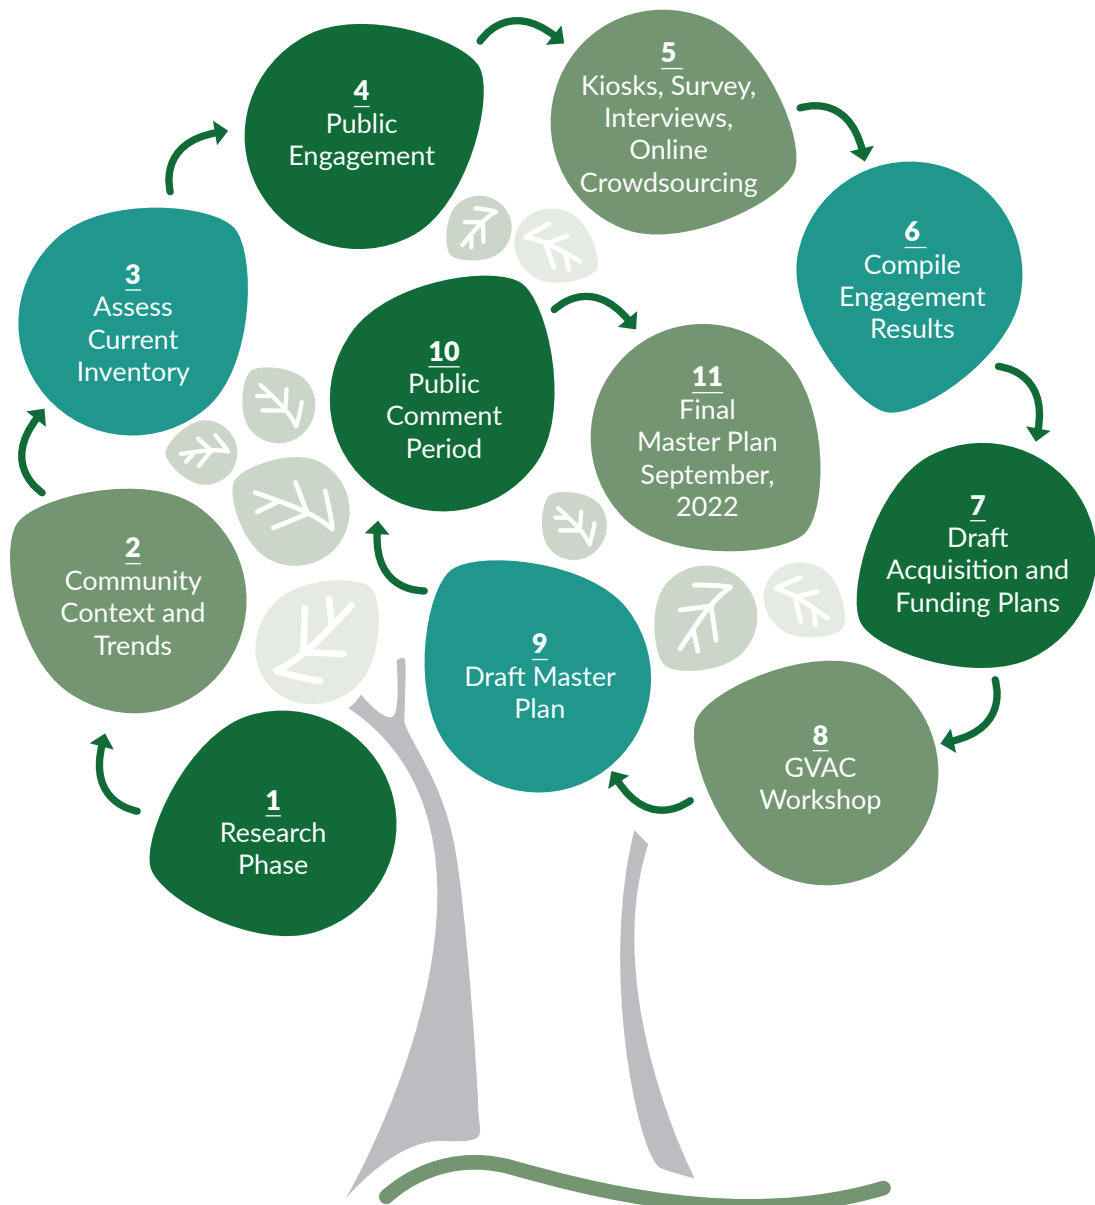 1
Research
Phase
2
Community
Context and
Trends
3
Assess
Current
Inventory
4
Public
Engagement
5
Kiosks, Survey,
Interviews,
Online
Crowdsourcing
6
Compile
Engagement
Results
7
Draft
Acquisition and
Funding Plans
8
GVAC
Workshop
9
Draft Master
Plan
10
Public
Comment
Period
11
Final
Master Plan
September,
2022